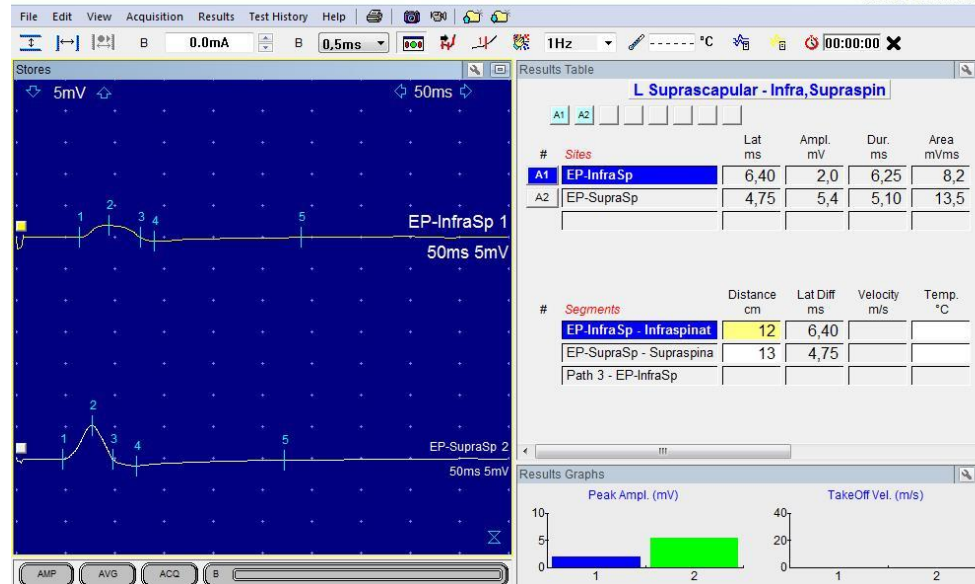 File Edit View Acquisition Results Test History Help
B 0.0mA B 0,5ms 1Hz ------- °C 00:00:00
Stores
5mV 50ms
1 2 3 4 5
EP-InfraSp 1
50ms 5mV
1 2 3 4 5
EP-SupraSp 2
50ms 5mV
AMP AVG ACQ B
Results Table
L Suprascapular - Infra,Supraspin
A1 A2
# Sites Lat ms Ampl. mV Dur. ms Area mVms
A1 EP-InfraSp 6,40 2,0 6,25 8,2
A2 EP-SupraSp 4,75 5,4 5,10 13,5
# Segments Distance cm Lat Diff ms Velocity m/s Temp. °C
EP-InfraSp - Infraspinat 12 6,40
EP-SupraSp - Supraspina 13 4,75
Path 3 - EP-InfraSp
Results Graphs
Peak Ampl. (mV) TakeOff Vel. (m/s)
10 40
5 20
0 0
1 2 1 2